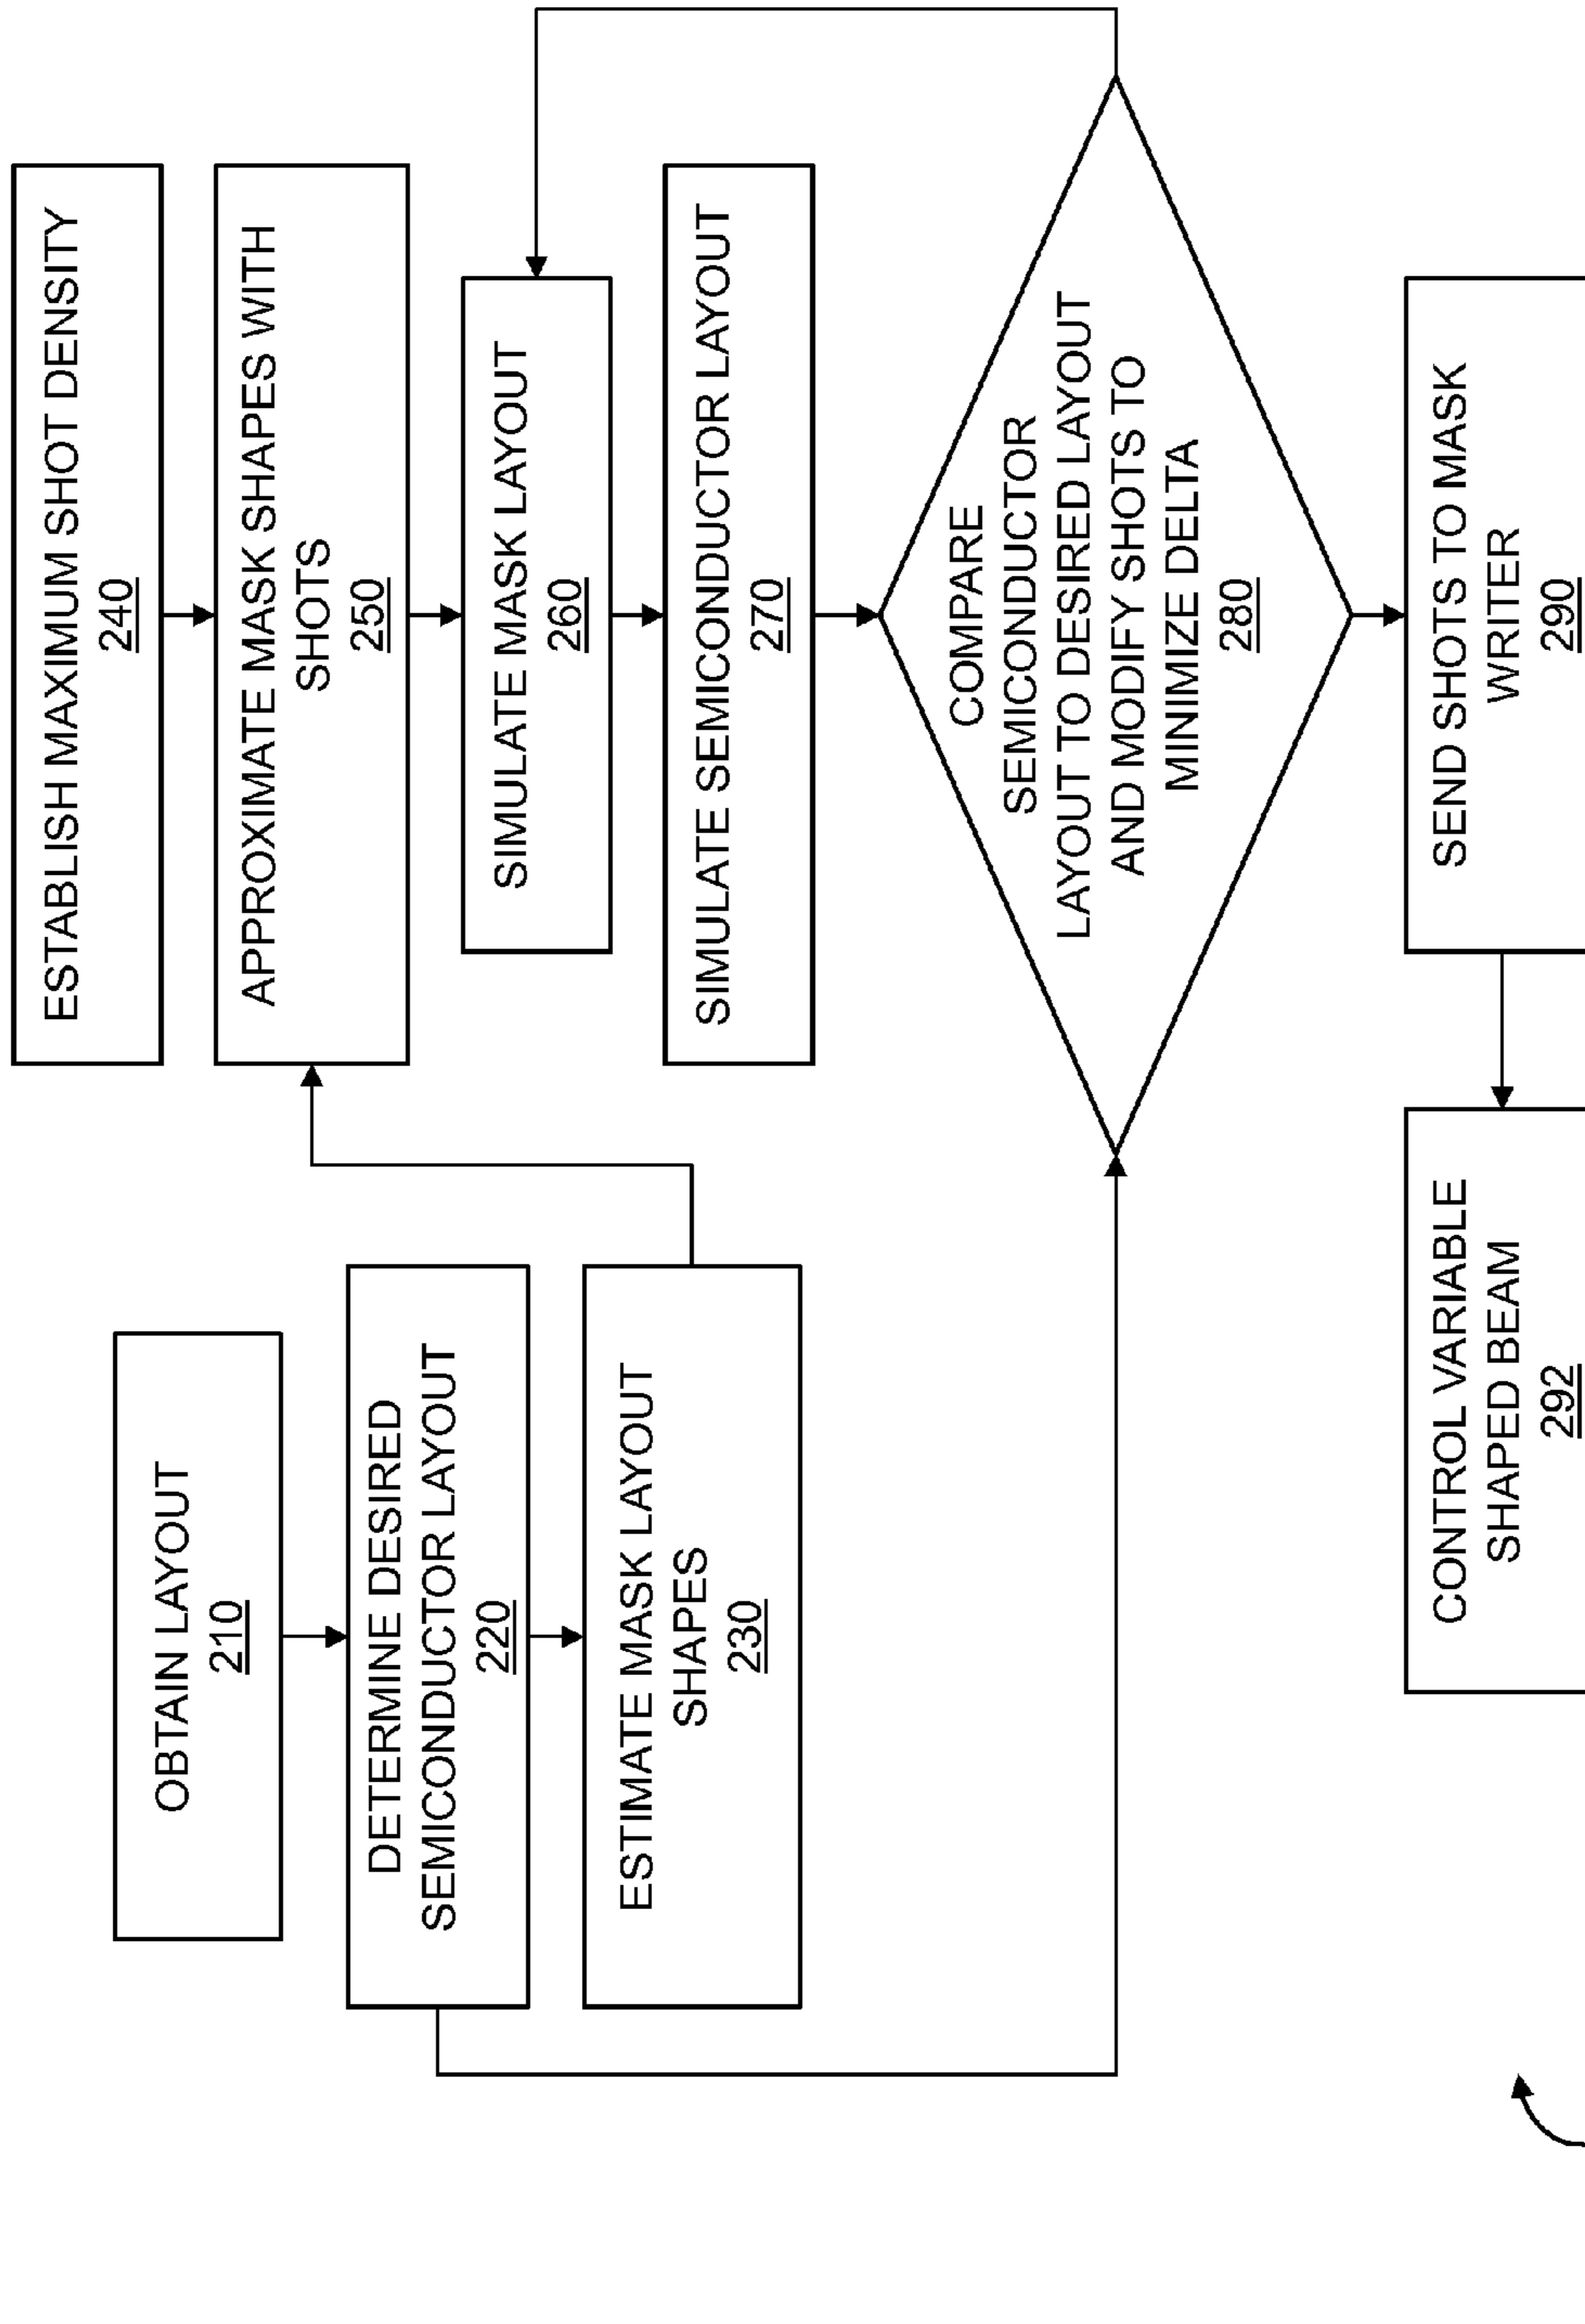 OBTAIN LAYOUT
210
DETERMINE DESIRED
SEMICONDUCTOR LAYOUT
220
ESTIMATE MASK LAYOUT
SHAPES
230
ESTABLISH MAXIMUM SHOT DENSITY
240
APPROXIMATE MASK SHAPES WITH
SHOTS
250
SIMULATE MASK LAYOUT
260
SIMULATE SEMICONDUCTOR LAYOUT
270
COMPARE
SEMICONDUCTOR
LAYOUT TO DESIRED LAYOUT
AND MODIFY SHOTS TO
MINIMIZE DELTA
280
SEND SHOTS TO MASK
WRITER
290
CONTROL VARIABLE
SHAPED BEAM
292